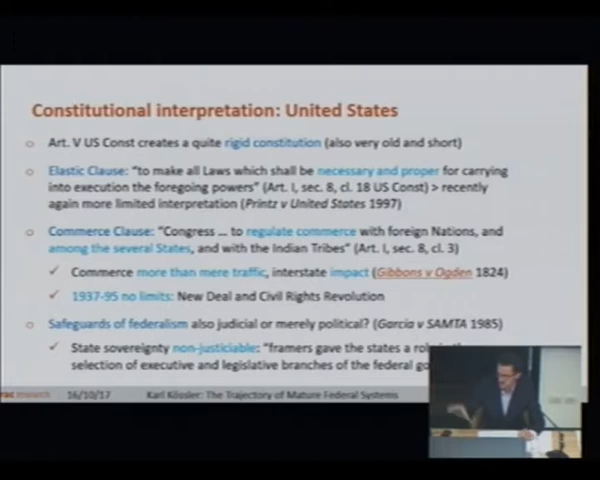 Constitutional interpretation: United States
Art. V US Const creates a quite rigid constitution (also very old and short)
Elastic Clause: "to make all Laws which shall be necessary and proper for carrying
into execution the foregoing powers" (Art. I, sec. 8, cl. 18 US Const) > recently
again more limited interpretation (Printz v United States 1997)
Commerce Clause: "Congress ... to regulate commerce with foreign Nations, and
among the several States, and with the Indian Tribes" (Art. I, sec. 8, cl. 3)
✓ Commerce more than mere traffic, interstate impact (Gibbons v Ogden 1824)
✓ 1937-95 no limits: New Deal and Civil Rights Revolution
Safeguards of federalism also judicial or merely political? (Garcia v SAMTA 1985)
✓ State sovereignty non-justiciable: "framers gave the states a
selection of executive and legislative branches of the federal
research 16/10/17 Karl Kössler: The Trajectory of Mature Federal Systems